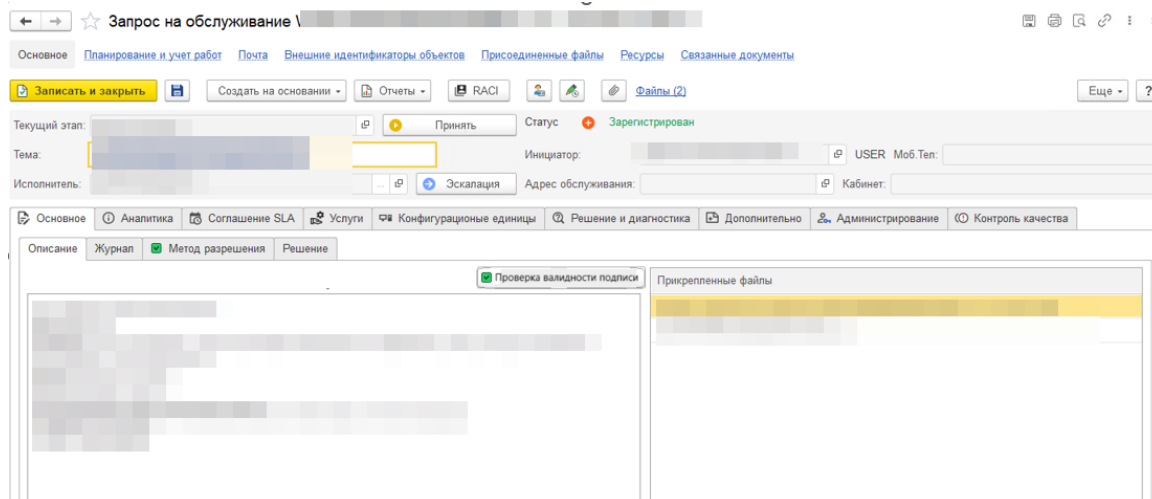 Запрос на обслуживание
Основное Планирование и учет работ Почта Внешние идентификаторы объектов Присоединенные файлы Ресурсы Связанные документы
Записать и закрыть Создать на основании Отчеты RACI Файлы (2) Еще ?
Текущий этап: Принять Статус Зарегистрирован
Тема: Инициатор: USER Моб.Тел:
Исполнитель: ... Эскалация Адрес обслуживания: Кабинет:
Основное Аналитика Соглашение SLA Услуги Конфигурационные единицы Решение и диагностика Дополнительно Администрирование Контроль качества
Описание Журнал Метод разрешения Решение
Проверка валидности подписи Прикрепленные файлы